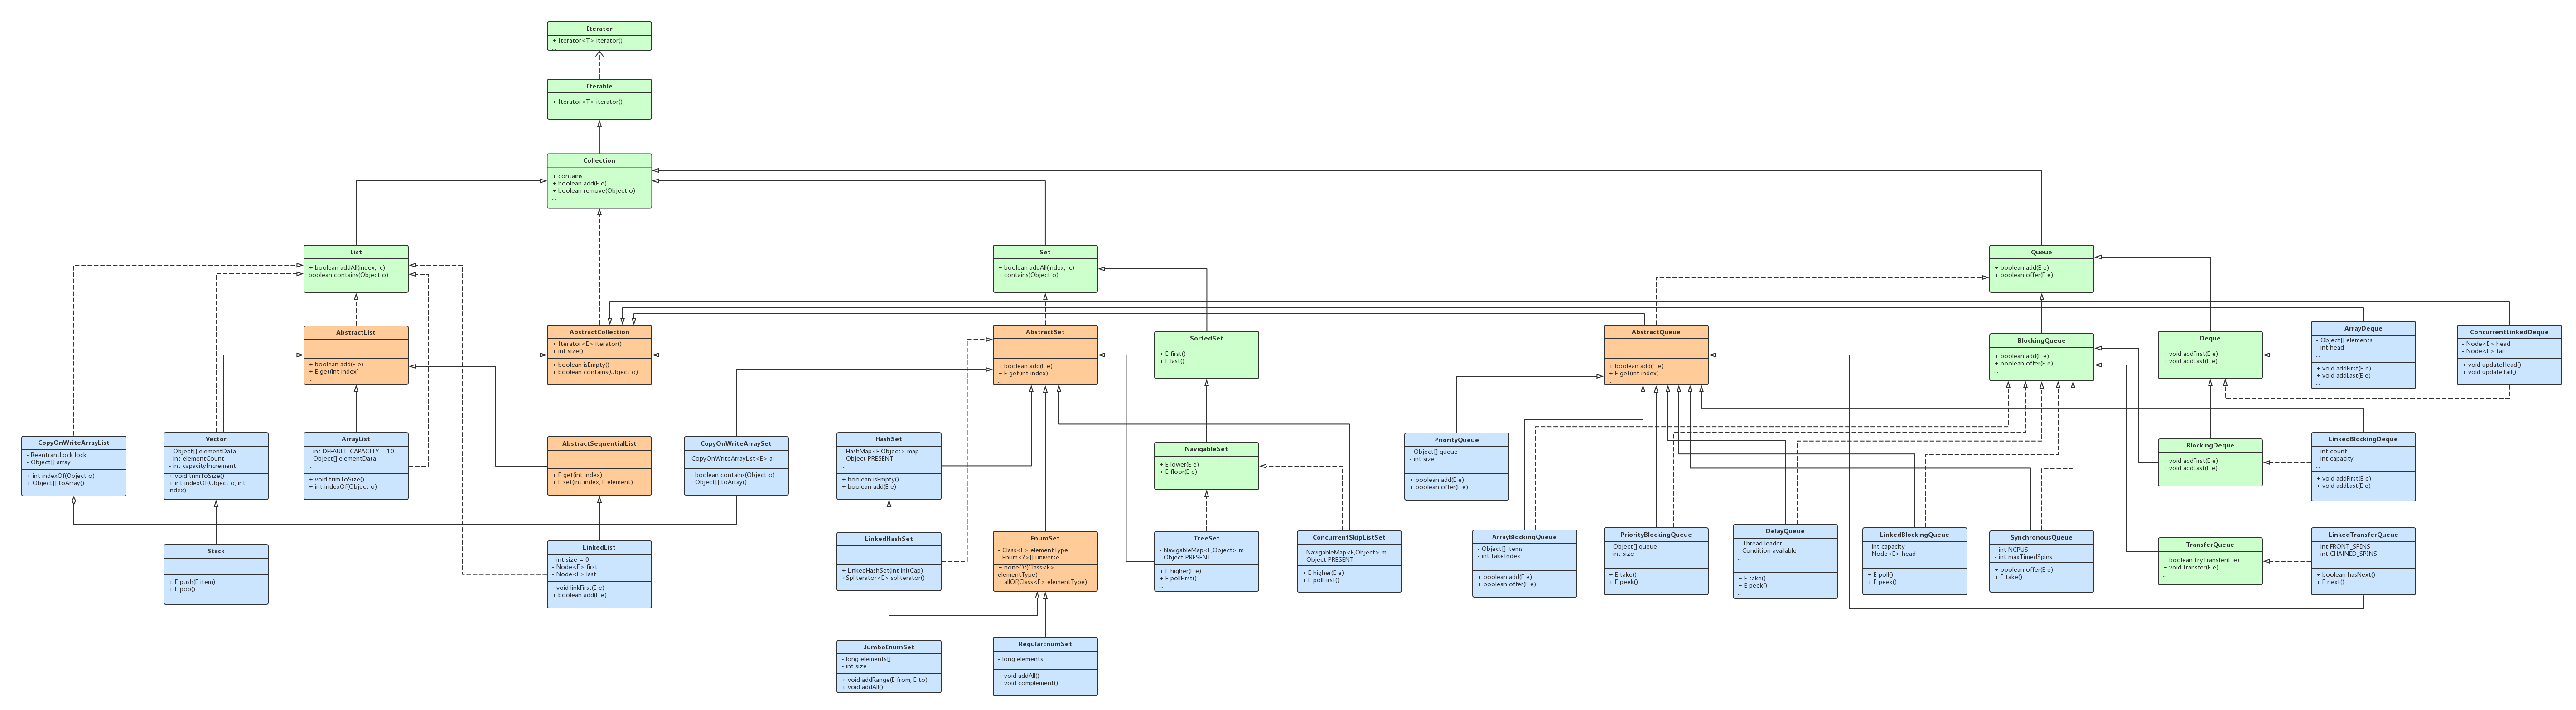 Iterator
+ Iterator<T> iterator()
Iterable
+ Iterator<T> iterator()
...
Collection
+ contains
+ boolean add(E e)
+ boolean remove(Object o)
...
List
+ boolean addAll(index,  c)
boolean contains(Object o)
...
Set
+ boolean addAll(index,  c)
+ contains(Object o)
...
Queue
+ boolean add(E e)
+ boolean offer(E e)
...
AbstractList
+ boolean add(E e)
+ E get(int index)
...
AbstractCollection
+ Iterator<E> iterator()
+ int size()
+ boolean isEmpty()
+ boolean contains(Object o)
AbstractSet
+ boolean add(E e)
+ E get(int index)
...
SortedSet
+ E first()
+ E last()
...
AbstractQueue
+ boolean add(E e)
+ E get(int index)
...
BlockingQueue
+ boolean add(E e)
+ boolean offer(E e)
...
Deque
+ void addFirst(E e)
+ void addLast(E e)
...
ArrayDeque
- Object[] elements
- int head
...
+ void addFirst(E e)
+ void addLast(E e)
...
ConcurrentLinkedDeque
- Node<E> head
- Node<E> tail
+ void updateHead()
+ void updateTail()
...
CopyOnWriteArrayList
- ReentrantLock lock
- Object[] array
+ int indexOf(Object o)
+ Object[] toArray()
...
Vector
- Object[] elementData
- int elementCount
- int capacityIncrement
+ void trimToSize()
+ int indexOf(Object o, int
index)
ArrayList
- int DEFAULT_CAPACITY = 10
- Object[] elementData
...
+ void trimToSize()
+ int indexOf(Object o)
...
AbstractSequentialList
+ E get(int index)
+ E set(int index, E element)
...
CopyOnWriteArraySet
-CopyOnWriteArrayList<E> al
+ boolean contains(Object o)
+ Object[] toArray()
...
HashSet
- HashMap<E,Object> map
- Object PRESENT
...
+ boolean isEmpty()
+ boolean add(E e)
...
NavigableSet
+ E lower(E e)
+ E floor(E e)
...
PriorityQueue
- Object[] queue
- int size
...
+ boolean add(E e)
+ boolean offer(E e)
...
BlockingDeque
+ void addFirst(E e)
+ void addLast(E e)
...
LinkedBlockingDeque
- int count
- int capacity
...
+ void addFirst(E e)
+ void addLast(E e)
...
Stack
+ E push(E item)
+ E pop()
...
LinkedList
- int size = 0
- Node<E> first
- Node<E> last
- void linkFirst(E e)
+ boolean add(E e)
...
LinkedHashSet
+ LinkedHashSet(int initCap)
+Spliterator<E> spliterator()
...
EnumSet
- Class<E> elementType
- Enum<?>[] universe
+ noneOf(Class<E>
elementType)
+ allOf(Class<E> elementType)
TreeSet
- NavigableMap<E,Object> m
- Object PRESENT
+ E higher(E e)
+ E pollFirst()
...
ConcurrentSkipListSet
- NavigableMap<E,Object> m
- Object PRESENT
+ E higher(E e)
+ E pollFirst()
...
ArrayBlockingQueue
- Object[] items
- int takeIndex
...
+ boolean add(E e)
+ boolean offer(E e)
...
PriorityBlockingQueue
- Object[] queue
- int size
...
+ E take()
+ E peek()
...
DelayQueue
- Thread leader
- Condition available
...
+ E take()
+ E peek()
...
LinkedBlockingQueue
- int capacity
- Node<E> head
...
+ E poll()
+ E peek()
...
SynchronousQueue
- int NCPUS
- int maxTimedSpins
+ boolean offer(E e)
+ E take()
...
TransferQueue
+ boolean tryTransfer(E e)
+ void transfer(E e)
...
LinkedTransferQueue
- int FRONT_SPINS
- int CHAINED_SPINS
...
+ boolean hasNext()
+ E next()
...
JumboEnumSet
- long elements[]
- int size
+ void addRange(E from, E to)
+ void addAll()..
RegularEnumSet
- long elements
+ void addAll()
+ void complement()
...